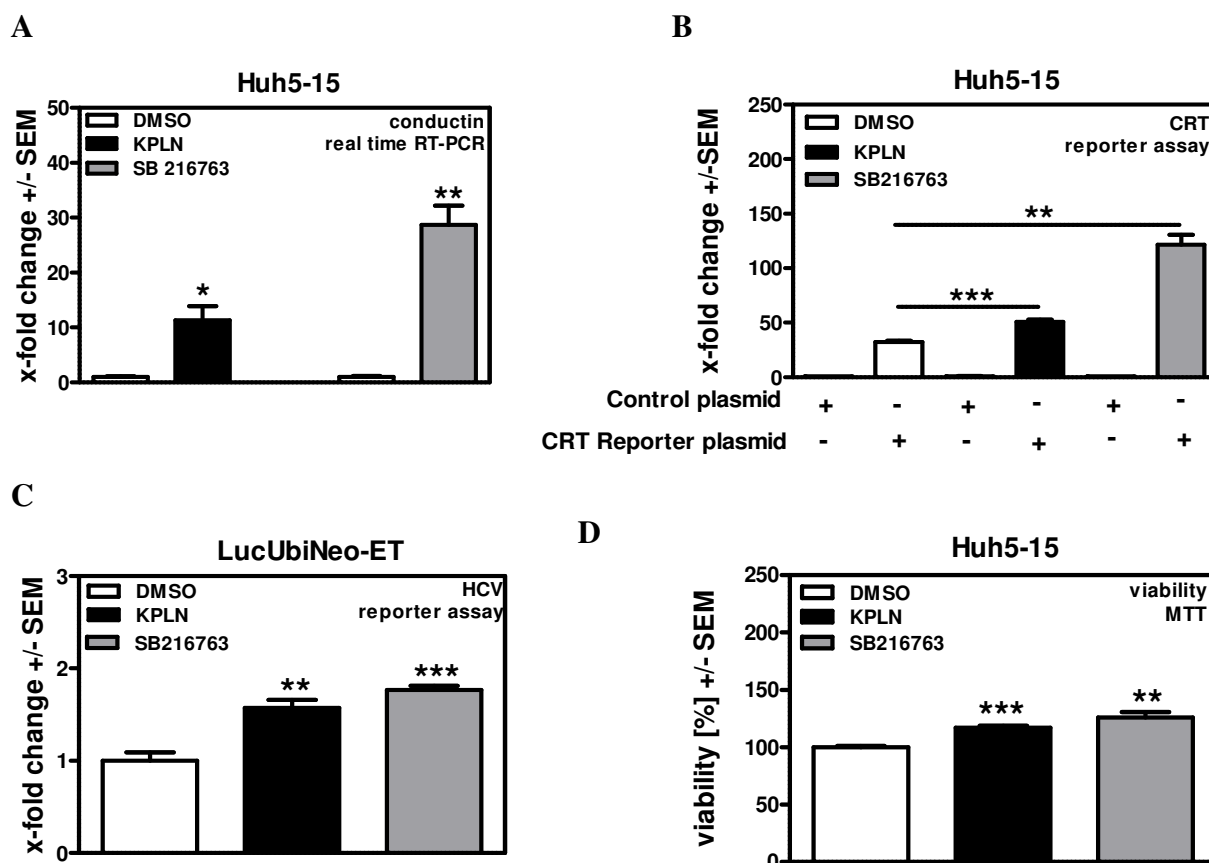 A
Huh5-15
x-fold change +/- SEM
50
40
30
20
10
0
DMSO
KPLN
SB 216763
conductin
real time RT-PCR
*
**
B
Huh5-15
x-fold change +/-SEM
250
200
150
100
50
0
DMSO
KPLN
SB216763
CRT
reporter assay
**
***
Control plasmid + - + - + -
CRT Reporter plasmid - + - + - +
C
LucUbiNeo-ET
x-fold change +/- SEM
3
2
1
0
DMSO
KPLN
SB216763
HCV
reporter assay
**
***
D
Huh5-15
viability [%] +/- SEM
250
200
150
100
50
0
DMSO
KPLN
SB216763
viability
MTT
***
**